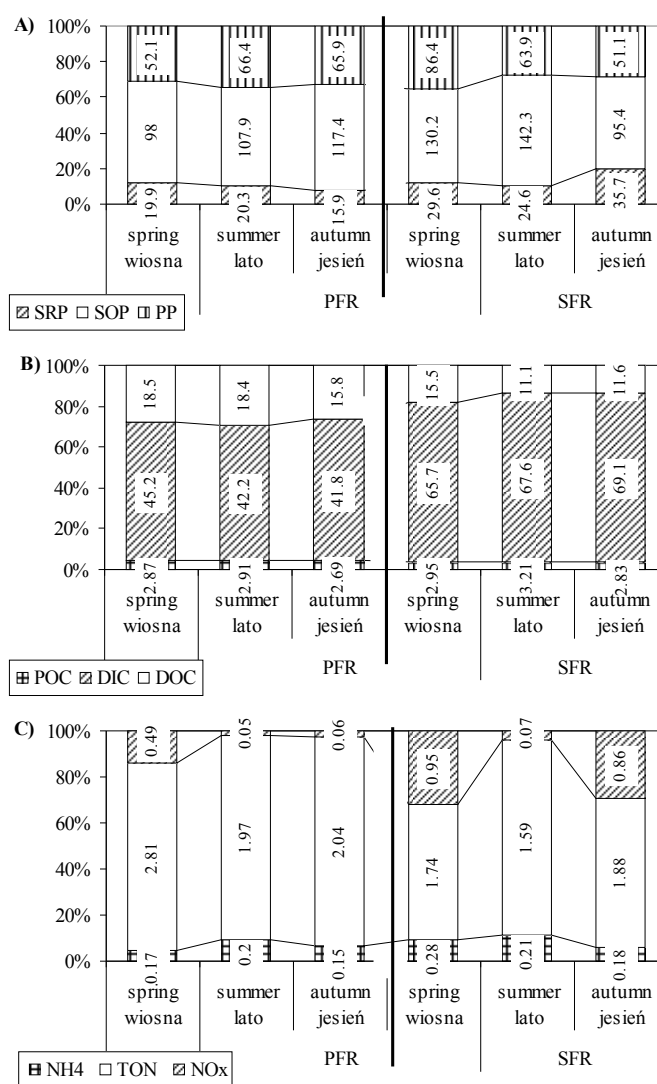 A)
100%
80%
60%
40%
20%
0%
52.1 66.4 65.9 86.4 63.9 51.1
98 107.9 117.4 130.2 142.3 95.4
19.9 20.3 15.9 29.6 24.6 35.7
spring summer autumn spring summer autumn
wiosna lato jesień wiosna lato jesień
PFR SFR
SRP SOP PP
B)
100%
80%
60%
40%
20%
0%
18.5 18.4 15.8 15.5 11.1 11.6
45.2 42.2 41.8 65.7 67.6 69.1
2.87 2.91 2.69 2.95 3.21 2.83
spring summer autumn spring summer autumn
wiosna lato jesień wiosna lato jesień
PFR SFR
POC DIC DOC
C)
100%
80%
60%
40%
20%
0%
0.49 0.05 0.06 0.95 0.07 0.86
2.81 1.97 2.04 1.74 1.59 1.88
0.17 0.2 0.15 0.28 0.21 0.18
spring summer autumn spring summer autumn
wiosna lato jesień wiosna lato jesień
PFR SFR
NH4 TON NOx